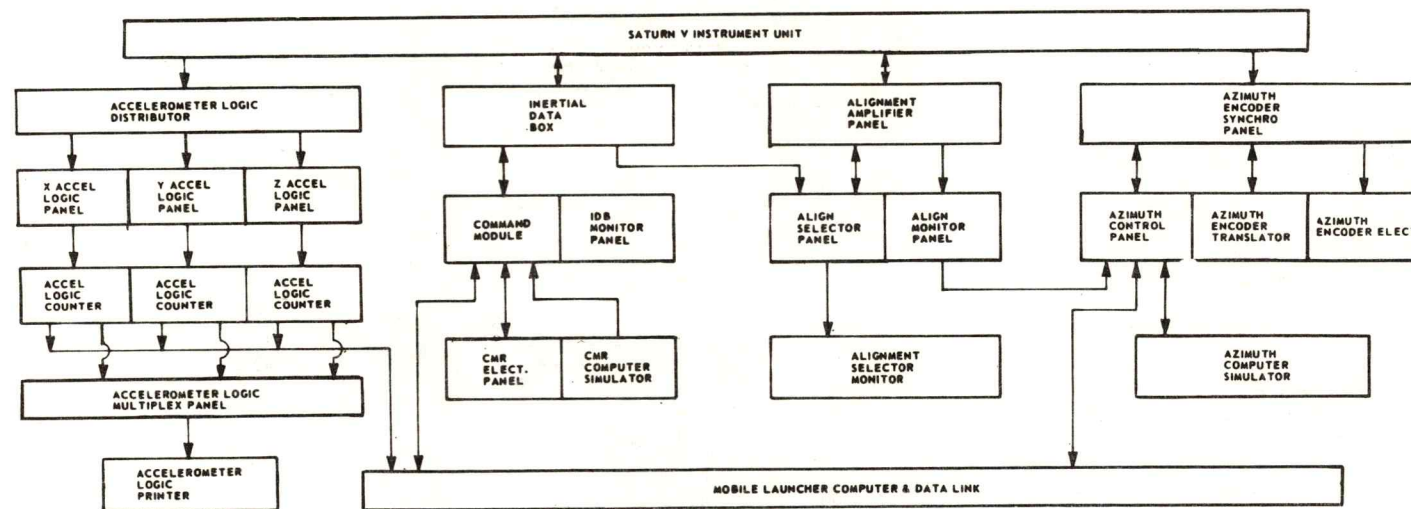 SATURN V INSTRUMENT UNIT
ACCELEROMETER LOGIC
DISTRIBUTOR
INERTIAL
DATA
BOX
ALIGNMENT
AMPLIFIER
PANEL
AZIMUTH
ENCODER
SYNCHRO
PANEL
X ACCEL
LOGIC
PANEL
Y ACCEL
LOGIC
PANEL
Z ACCEL
LOGIC
PANEL
COMMAND
MODULE
IDB
MONITOR
PANEL
ALIGN
SELECTOR
PANEL
ALIGN
MONITOR
PANEL
AZIMUTH
CONTROL
PANEL
AZIMUTH
ENCODER
TRANSLATOR
AZIMUTH
ENCODER ELECT
ACCEL
LOGIC
COUNTER
ACCEL
LOGIC
COUNTER
ACCEL
LOGIC
COUNTER
CMR
ELECT.
PANEL
CMR
COMPUTER
SIMULATOR
ALIGNMENT
SELECTOR
MONITOR
AZIMUTH
COMPUTER
SIMULATOR
ACCELEROMETER LOGIC
MULTIPLEX PANEL
ACCELEROMETER
LOGIC
PRINTER
MOBILE LAUNCHER COMPUTER & DATA LINK